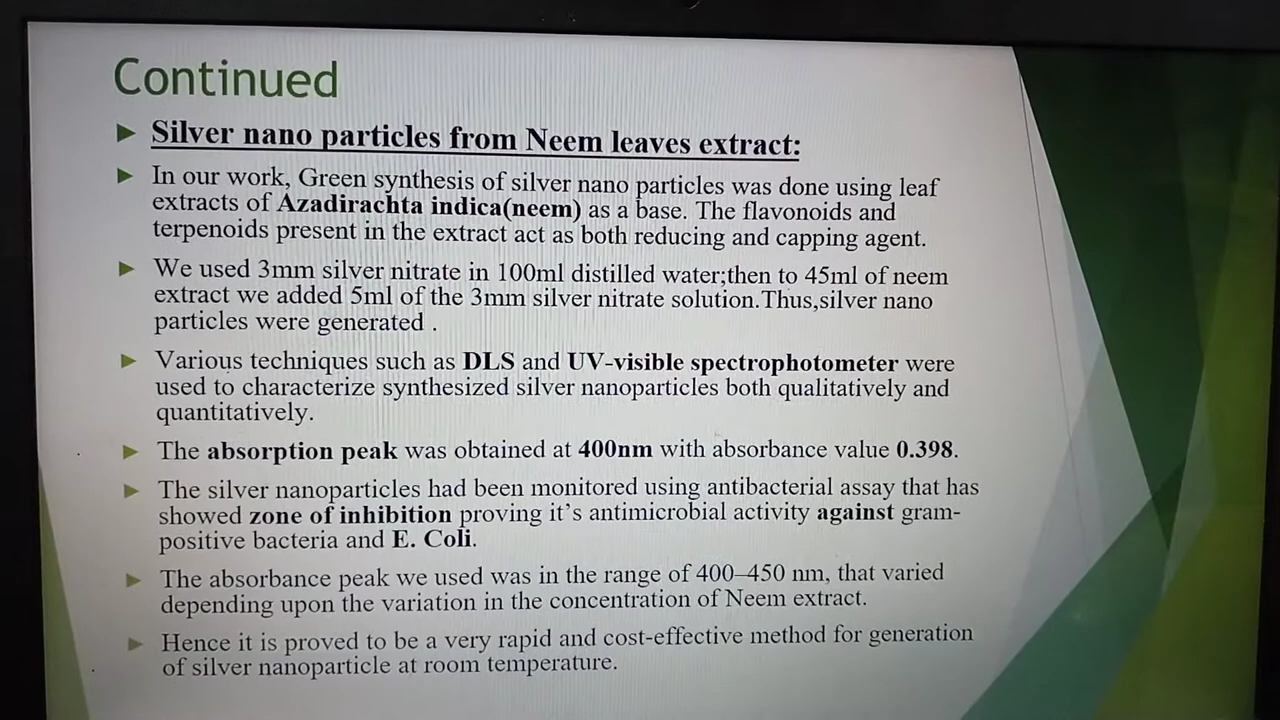 Continued
Silver nano particles from Neem leaves extract:
In our work, Green synthesis of silver nano particles was done using leaf
extracts of Azadirachta indica(neem) as a base. The flavonoids and
terpenoids present in the extract act as both reducing and capping agent.
We used 3mm silver nitrate in 100ml distilled water;then to 45ml of neem
extract we added 5ml of the 3mm silver nitrate solution.Thus,silver nano
particles were generated .
Various techniques such as DLS and UV-visible spectrophotometer were
used to characterize synthesized silver nanoparticles both qualitatively and
quantitatively.
The absorption peak was obtained at 400nm with absorbance value 0.398.
The silver nanoparticles had been monitored using antibacterial assay that has
showed zone of inhibition proving it’s antimicrobial activity against gram-
positive bacteria and E. Coli.
The absorbance peak we used was in the range of 400–450 nm, that varied
depending upon the variation in the concentration of Neem extract.
Hence it is proved to be a very rapid and cost-effective method for generation
of silver nanoparticle at room temperature.